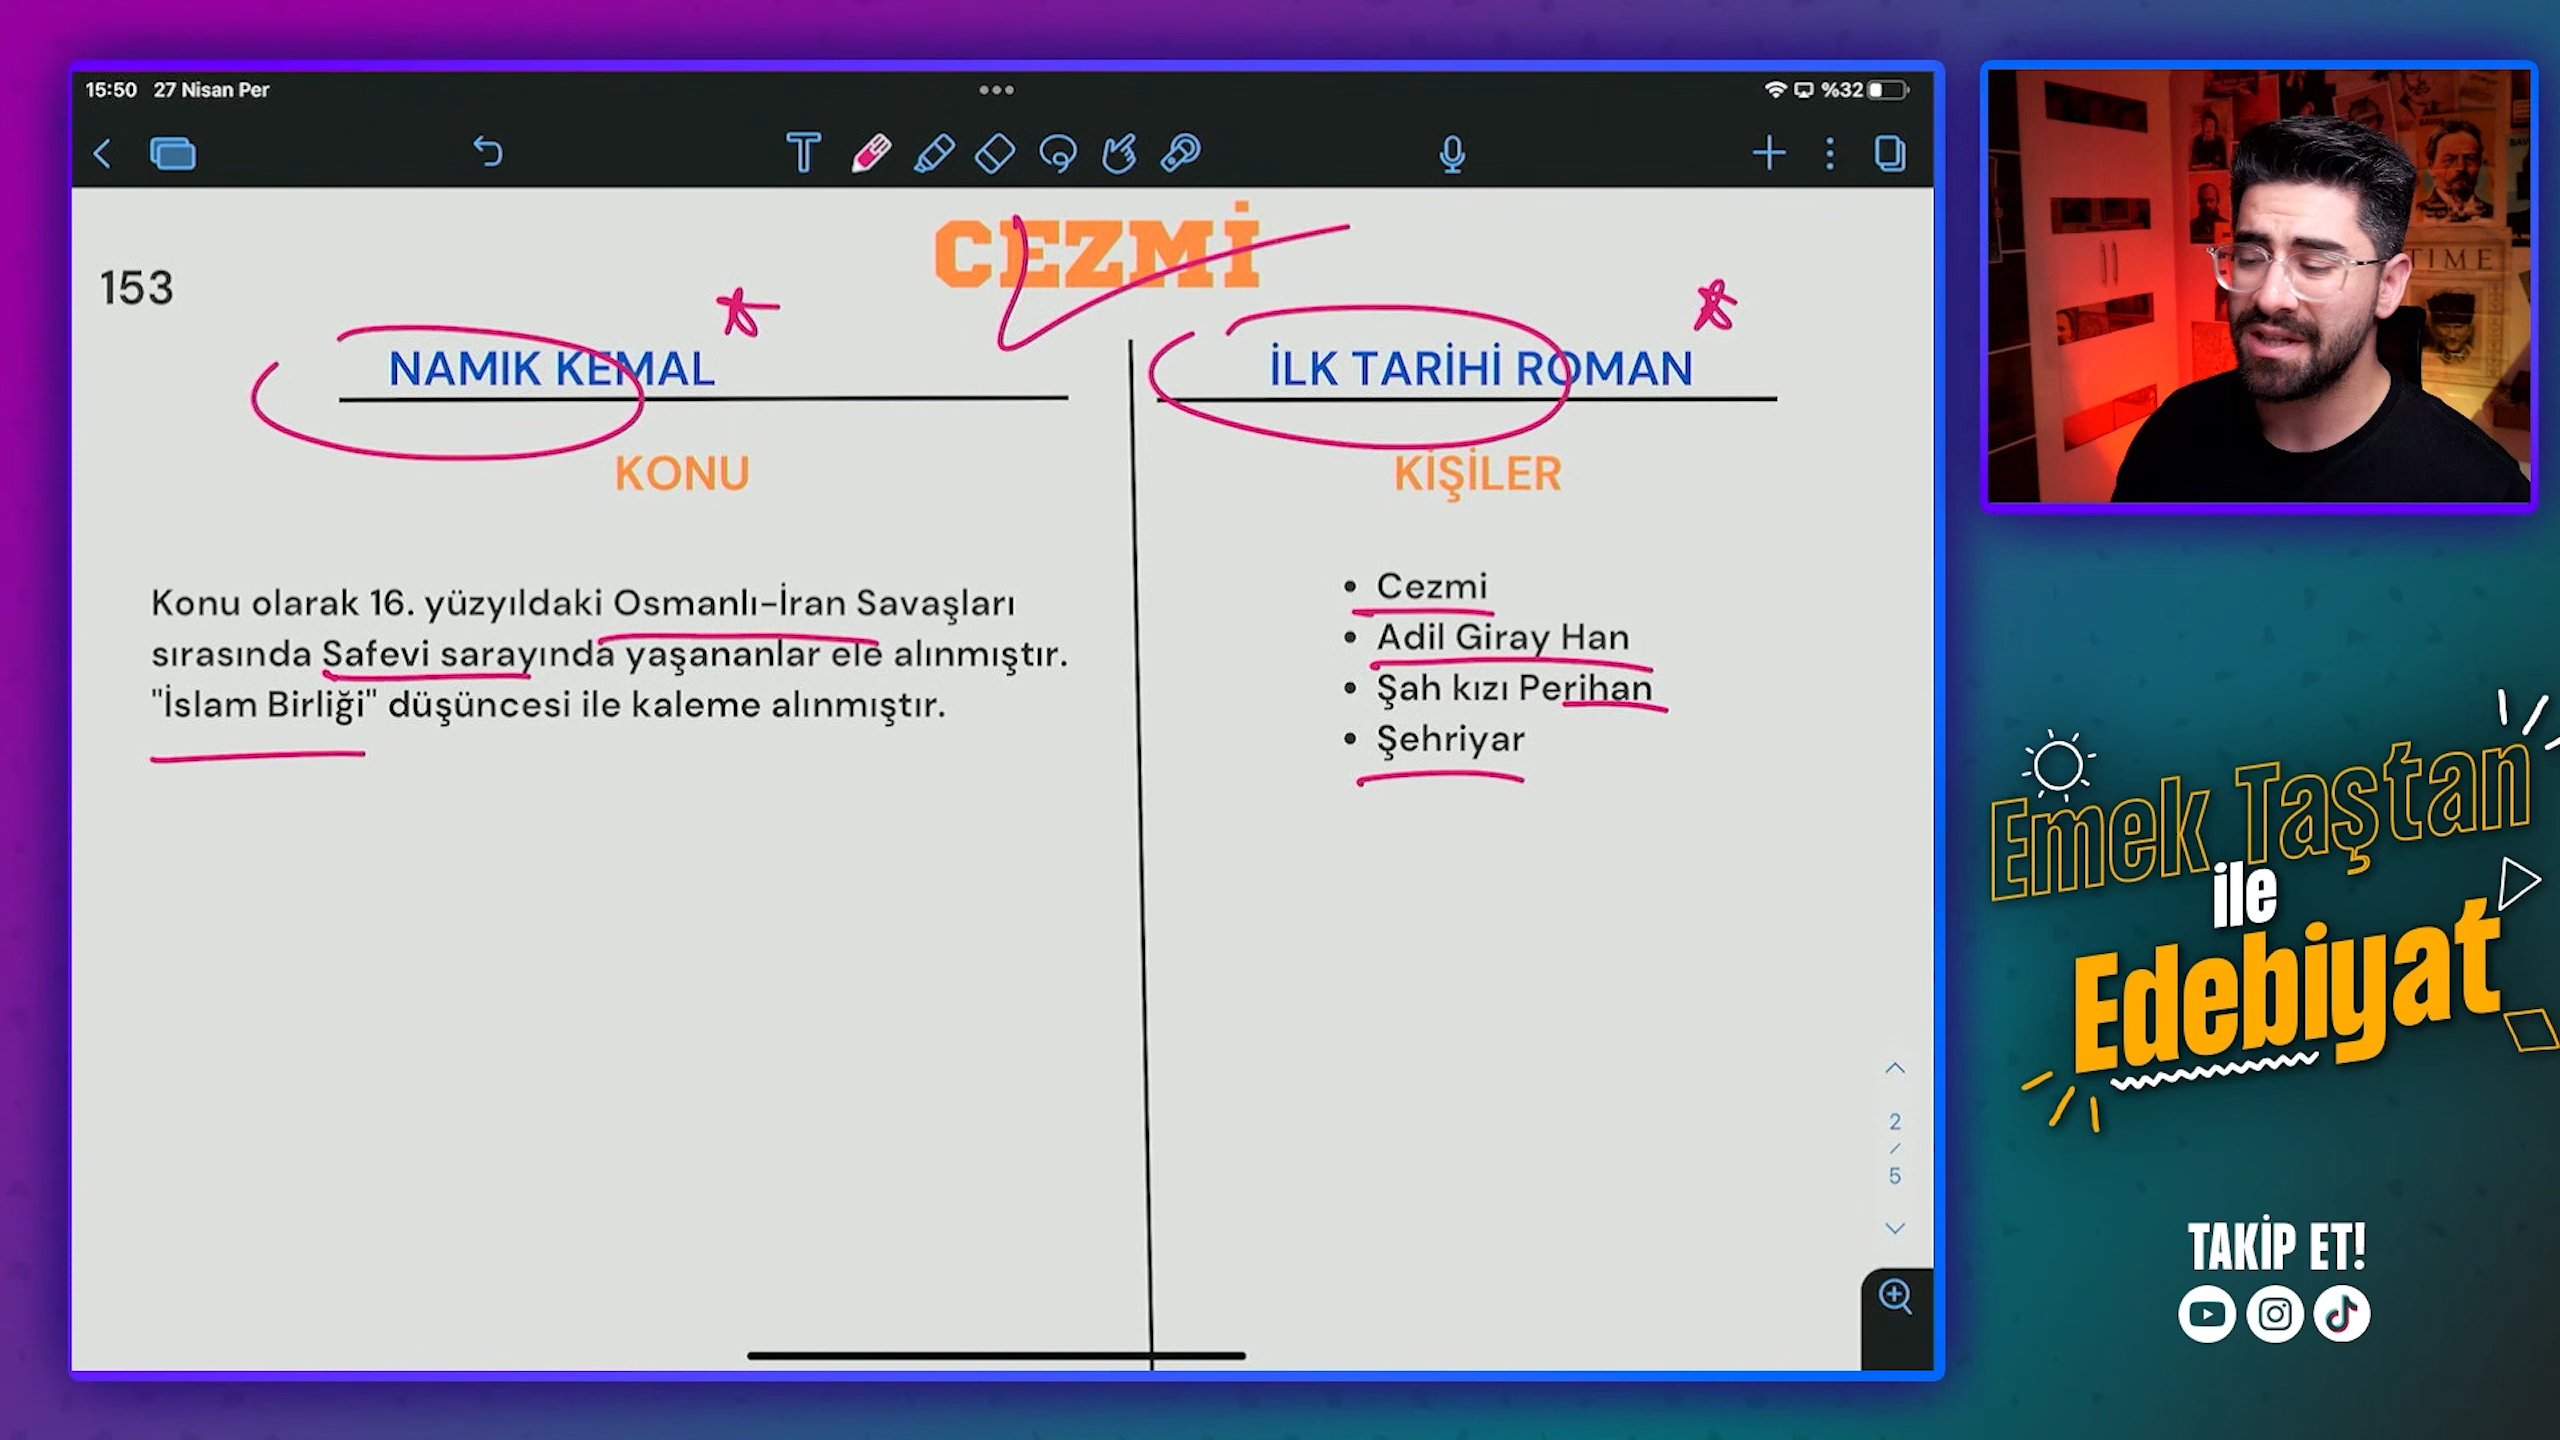 15:50 27 Nisan Per
%32
CEZMİ
153
NAMIK KEMAL
İLK TARİHİ ROMAN
KONU
KİŞİLER
Konu olarak 16. yüzyıldaki Osmanlı-İran Savaşları
sırasında Safevi sarayında yaşananlar ele alınmıştır.
"İslam Birliği" düşüncesi ile kaleme alınmıştır.
• Cezmi
• Adil Giray Han
• Şah kızı Perihan
• Şehriyar
2
/
5
TIME
Emek Taştan
ile
Edebiyat
TAKİP ET!